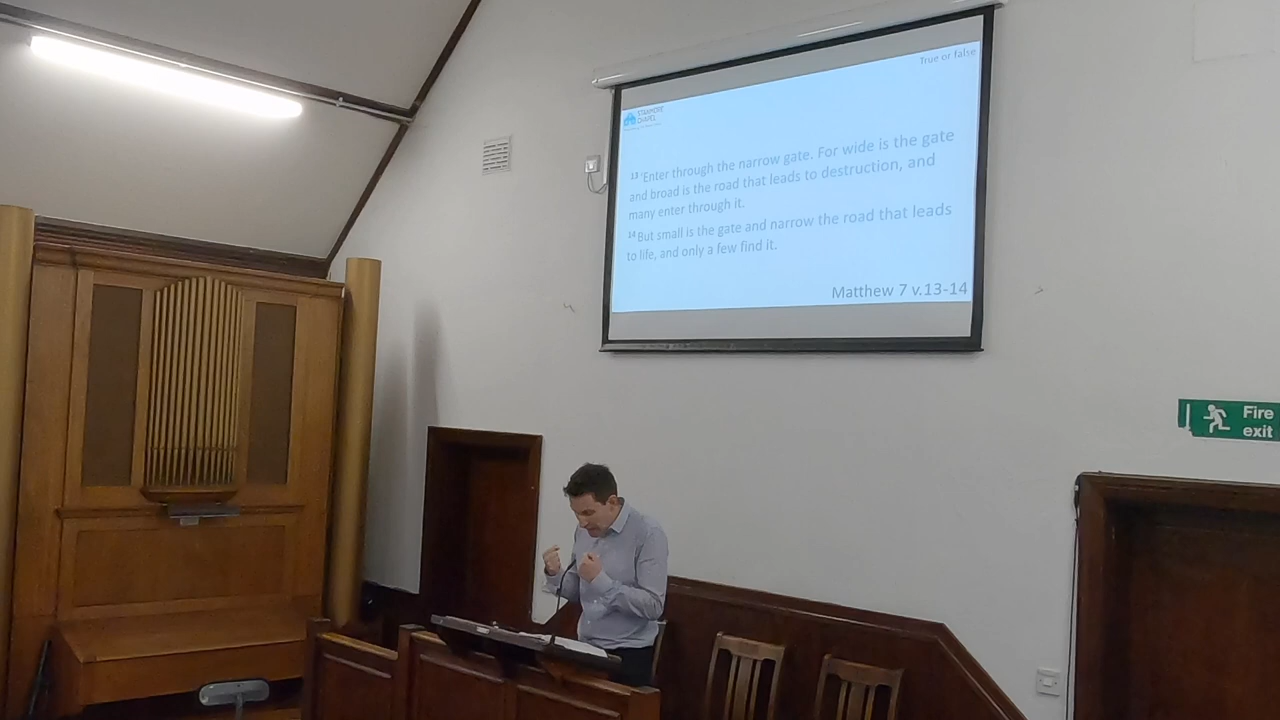 True or false
STANMORE
CHAPEL
13 'Enter through the narrow gate. For wide is the gate
and broad is the road that leads to destruction, and
many enter through it.
14 But small is the gate and narrow the road that leads
to life, and only a few find it.
Matthew 7 v.13-14
Fire
exit